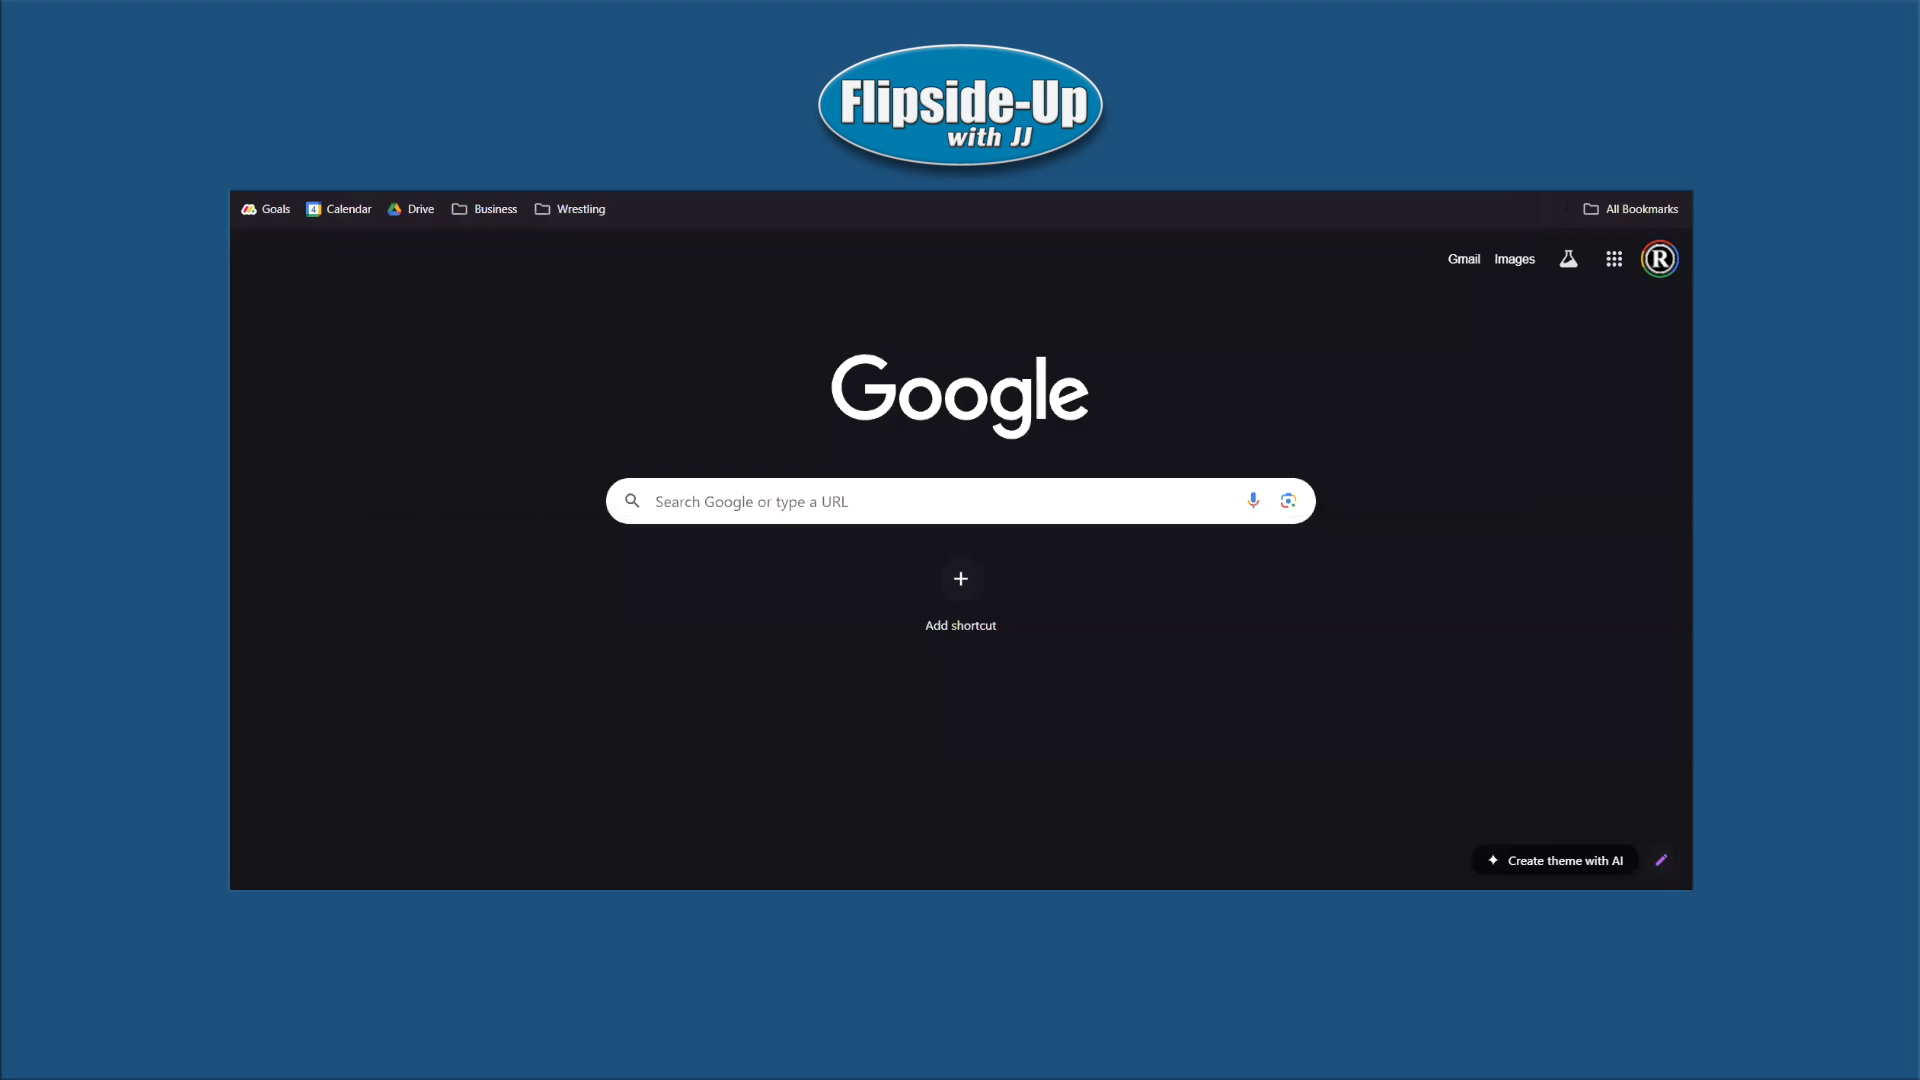 Flipside-Up
with JJ
Goals 4 Calendar Drive Business Wrestling All Bookmarks
Gmail Images R
Google
Search Google or type a URL
Add shortcut
Create theme with AI